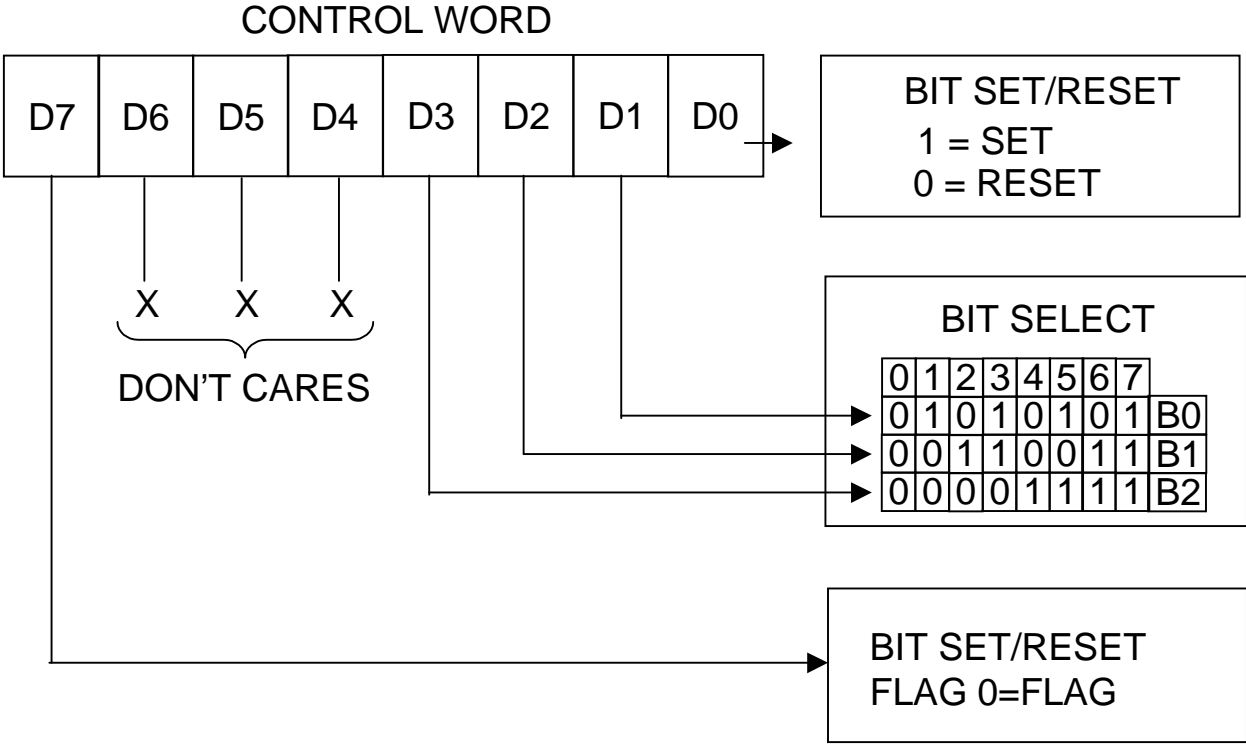 CONTROL WORD
D7 D6 D5 D4 D3 D2 D1 D0
BIT SET/RESET
1 = SET
0 = RESET
X X X
DON'T CARES
BIT SELECT
0 1 2 3 4 5 6 7
0 1 0 1 0 1 0 1 B0
0 0 1 1 0 0 1 1 B1
0 0 0 0 1 1 1 1 B2
BIT SET/RESET
FLAG 0=FLAG